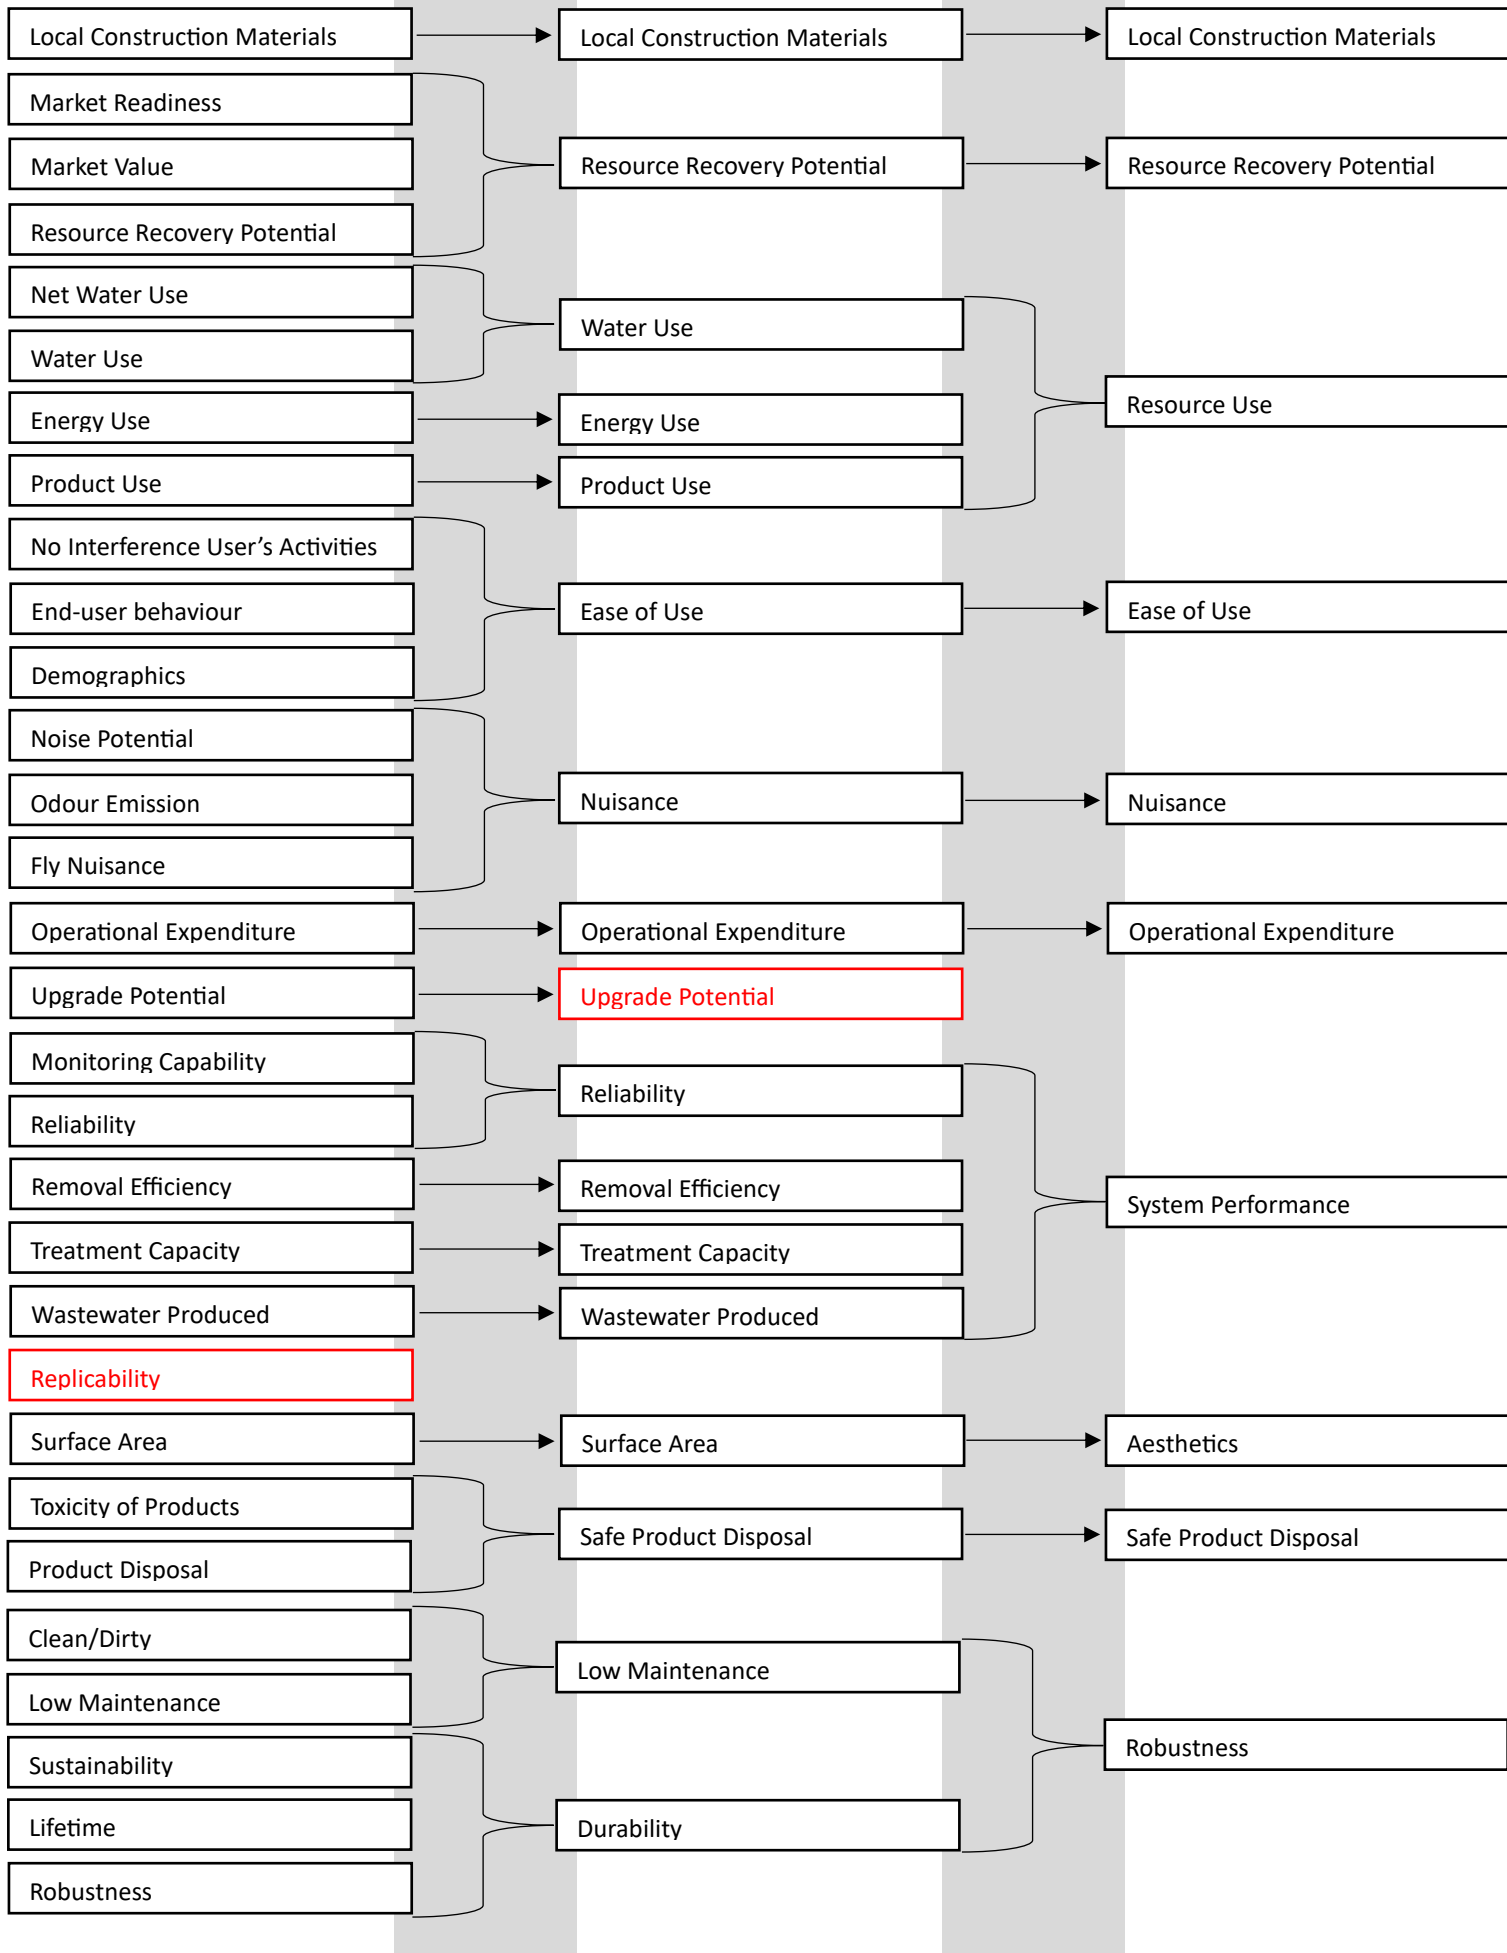 Local Construction Materials
Local Construction Materials
Local Construction Materials
Market Readiness
Market Value
Resource Recovery Potential
Resource Recovery Potential
Resource Recovery Potential
Net Water Use
Water Use
Water Use
Energy Use
Energy Use
Resource Use
Product Use
Product Use
No Interference User’s Activities
End-user behaviour
Ease of Use
Ease of Use
Demographics
Noise Potential
Odour Emission
Nuisance
Nuisance
Fly Nuisance
Operational Expenditure
Operational Expenditure
Operational Expenditure
Upgrade Potential
Upgrade Potential
Monitoring Capability
Reliability
Reliability
Removal Efficiency
Removal Efficiency
System Performance
Treatment Capacity
Treatment Capacity
Wastewater Produced
Wastewater Produced
Replicability
Surface Area
Surface Area
Aesthetics
Toxicity of Products
Safe Product Disposal
Safe Product Disposal
Product Disposal
Clean/Dirty
Low Maintenance
Low Maintenance
Sustainability
Robustness
Lifetime
Durability
Robustness